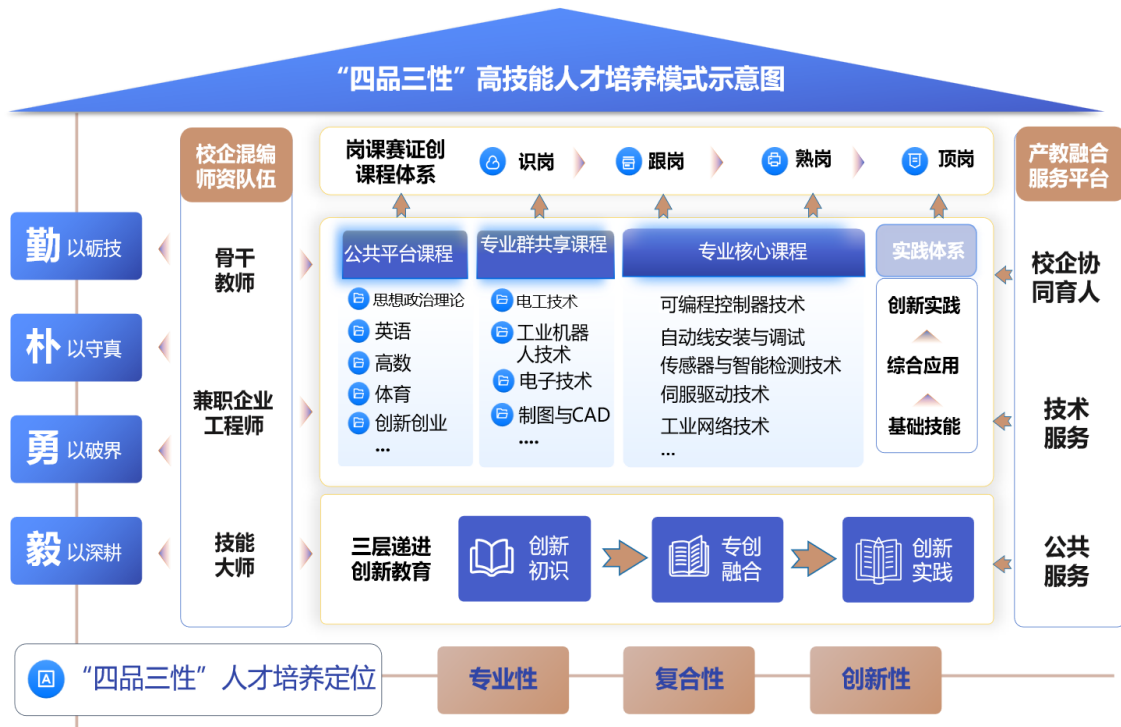 “四品三性”高技能人才培养模式示意图
校企混编
师资队伍
骨干
教师
兼职企业
工程师
技能
大师
勤以砺技
朴以守真
勇以破界
毅以深耕
岗课赛证创
课程体系
识岗
跟岗
熟岗
顶岗
公共平台课程
思想政治理论
英语
高数
体育
创新创业
...
专业群共享课程
电工技术
工业机器
人技术
电子技术
制图与CAD
....
专业核心课程
可编程控制器技术
自动线安装与调试
传感器与智能检测技术
伺服驱动技术
工业网络技术
...
实践体系
创新实践
综合应用
基础技能
三层递进
创新教育
创新
初识
专创
融合
创新
实践
产教融合
服务平台
校企协
同育人
技术
服务
公共
服务
A
“四品三性”人才培养定位
专业性
复合性
创新性